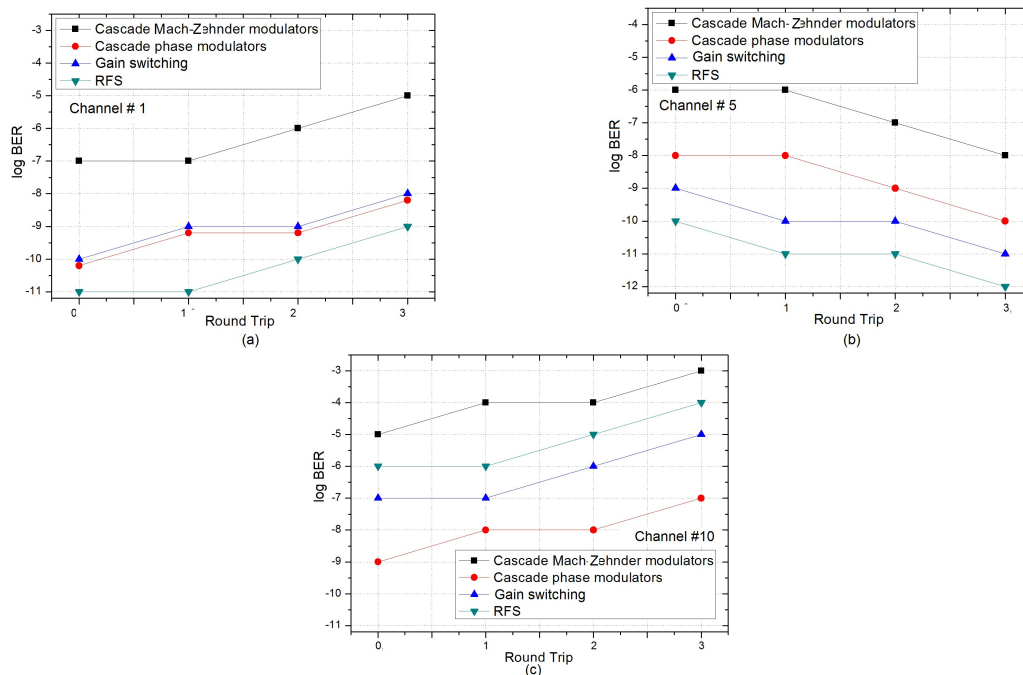 -3
-4
-5
-6
-7
-8
-9
-10
-11
log BER
Cascade Mach-Zehnder modulators
Cascade phase modulators
Gain switching
RFS
Channel # 1
0 1 2 3
Round Trip
(a)
-4
-5
-6
-7
-8
-9
-10
-11
-12
log BER
Cascade Mach-Zehnder modulators
Cascade phase modulators
Gain switching
RFS
Channel # 5
0 1 2 3
Round Trip
(b)
-3
-4
-5
-6
-7
-8
-9
-10
-11
log BER
Channel #10
Cascade Mach-Zehnder modulators
Cascade phase modulators
Gain switching
RFS
0 1 2 3
Round Trip
(c)